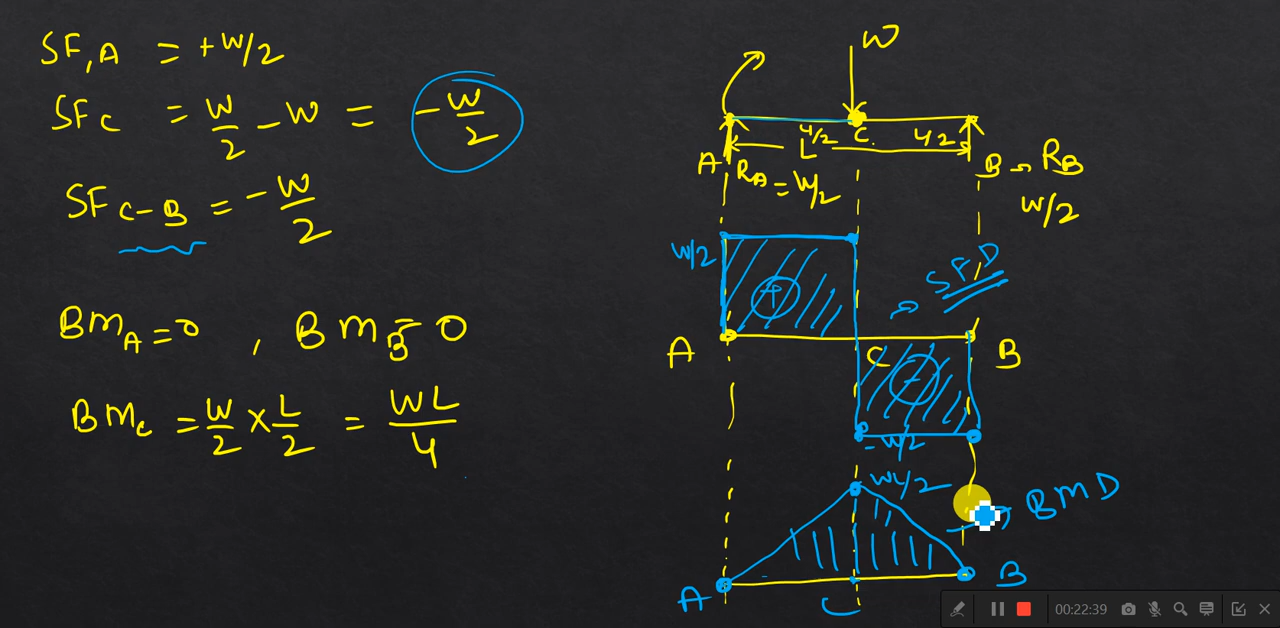 SF,A = +W/2
SFc = W/2 - W = -W/2
SF C-B = -W/2
BMA = 0 , BMB = 0
BMc = W/2 × L/2 = WL/4
W
L/2 C. L/2
L
A RA = W/2
B → RB
W/2
W/2
+
SFD
A C B
-
-W/2
WL/2
BMD
A C B
00:22:39